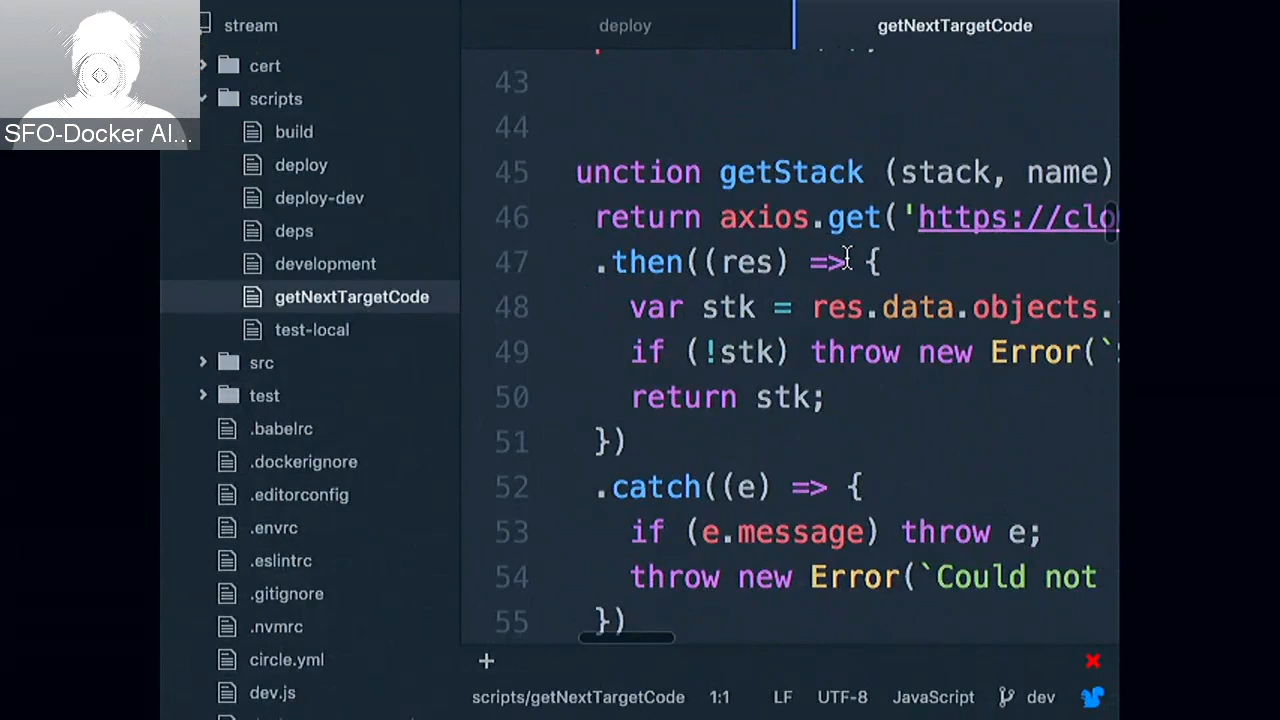 stream
deploy
getNextTargetCode
cert
scripts
build
deploy
deploy-dev
deps
development
getNextTargetCode
test-local
src
test
.babelrc
.dockerignore
.editorconfig
.envrc
.eslintrc
.gitignore
.nvmrc
circle.yml
dev.js
SFO-Docker Al...
43
44
45 unction getStack (stack, name)
46 return axios.get('https://clo
47 .then((res) => {
48 var stk = res.data.objects.
49 if (!stk) throw new Error(`
50 return stk;
51 })
52 .catch((e) => {
53 if (e.message) throw e;
54 throw new Error(`Could not
55 })
+
scripts/getNextTargetCode 1:1 LF UTF-8 JavaScript dev